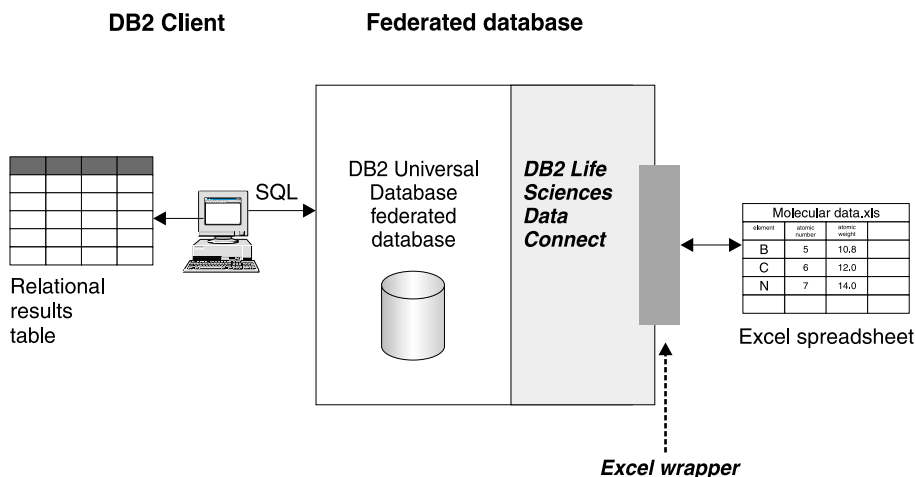 DB2 Client
Federated database
SQL
DB2 Universal
Database
federated
database
DB2 Life
Sciences
Data
Connect
Relational
results
table
Molecular data.xls
element atomic number atomic weight
B 5 10.8
C 6 12.0
N 7 14.0
Excel spreadsheet
Excel wrapper